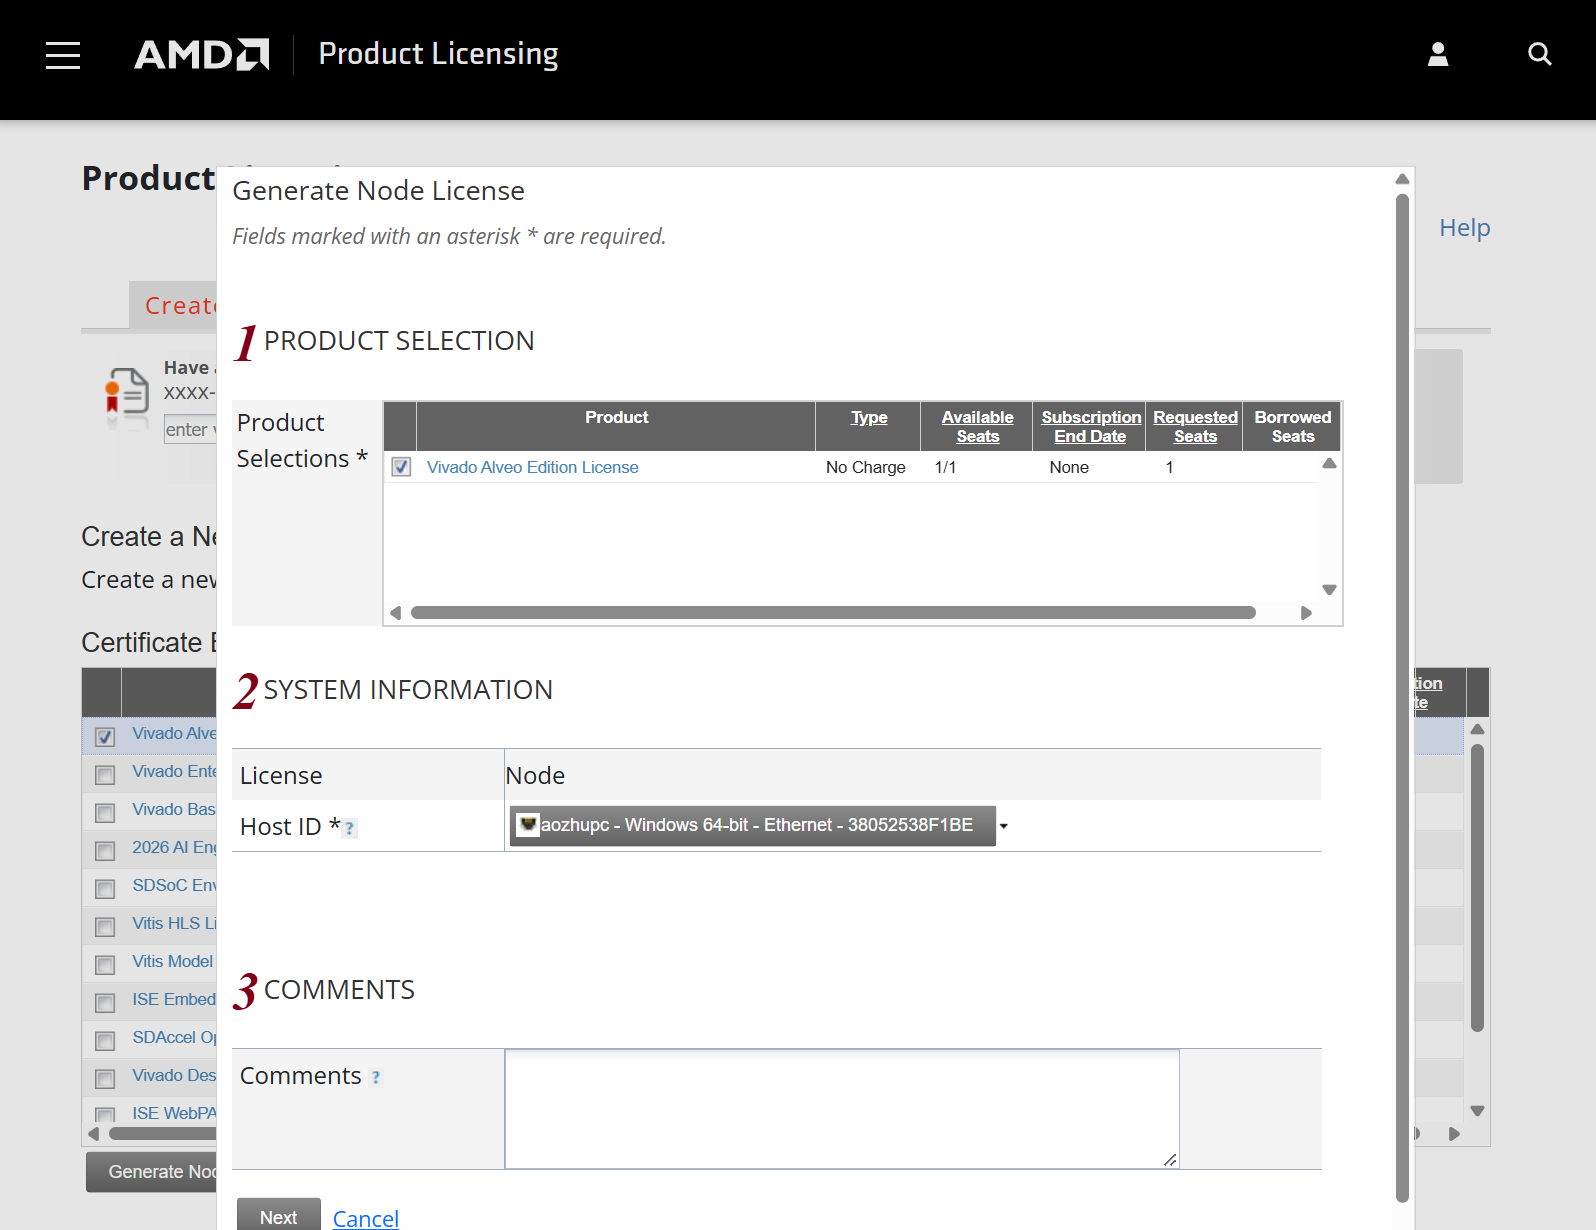 AMD
Product Licensing
Product
Help
Generate Node License
Fields marked with an asterisk * are required.
Create
1 PRODUCT SELECTION
Have
XXXX-
enter
Product Selections *
Product
Type
Available Seats
Subscription End Date
Requested Seats
Borrowed Seats
Vivado Alveo Edition License
No Charge
1/1
None
1
Create a Ne
Create a new
Certificate
2 SYSTEM INFORMATION
License
Node
Host ID *?
aozhupc - Windows 64-bit - Ethernet - 38052538F1BE
tion
te
Vivado Alve
Vivado Ente
Vivado Bas
2026 AI Eng
SDSoC Env
Vitis HLS Li
Vitis Model
ISE Embed
SDAccel Op
Vivado Des
ISE WebPA
3 COMMENTS
Comments ?
Generate Nod
Next
Cancel